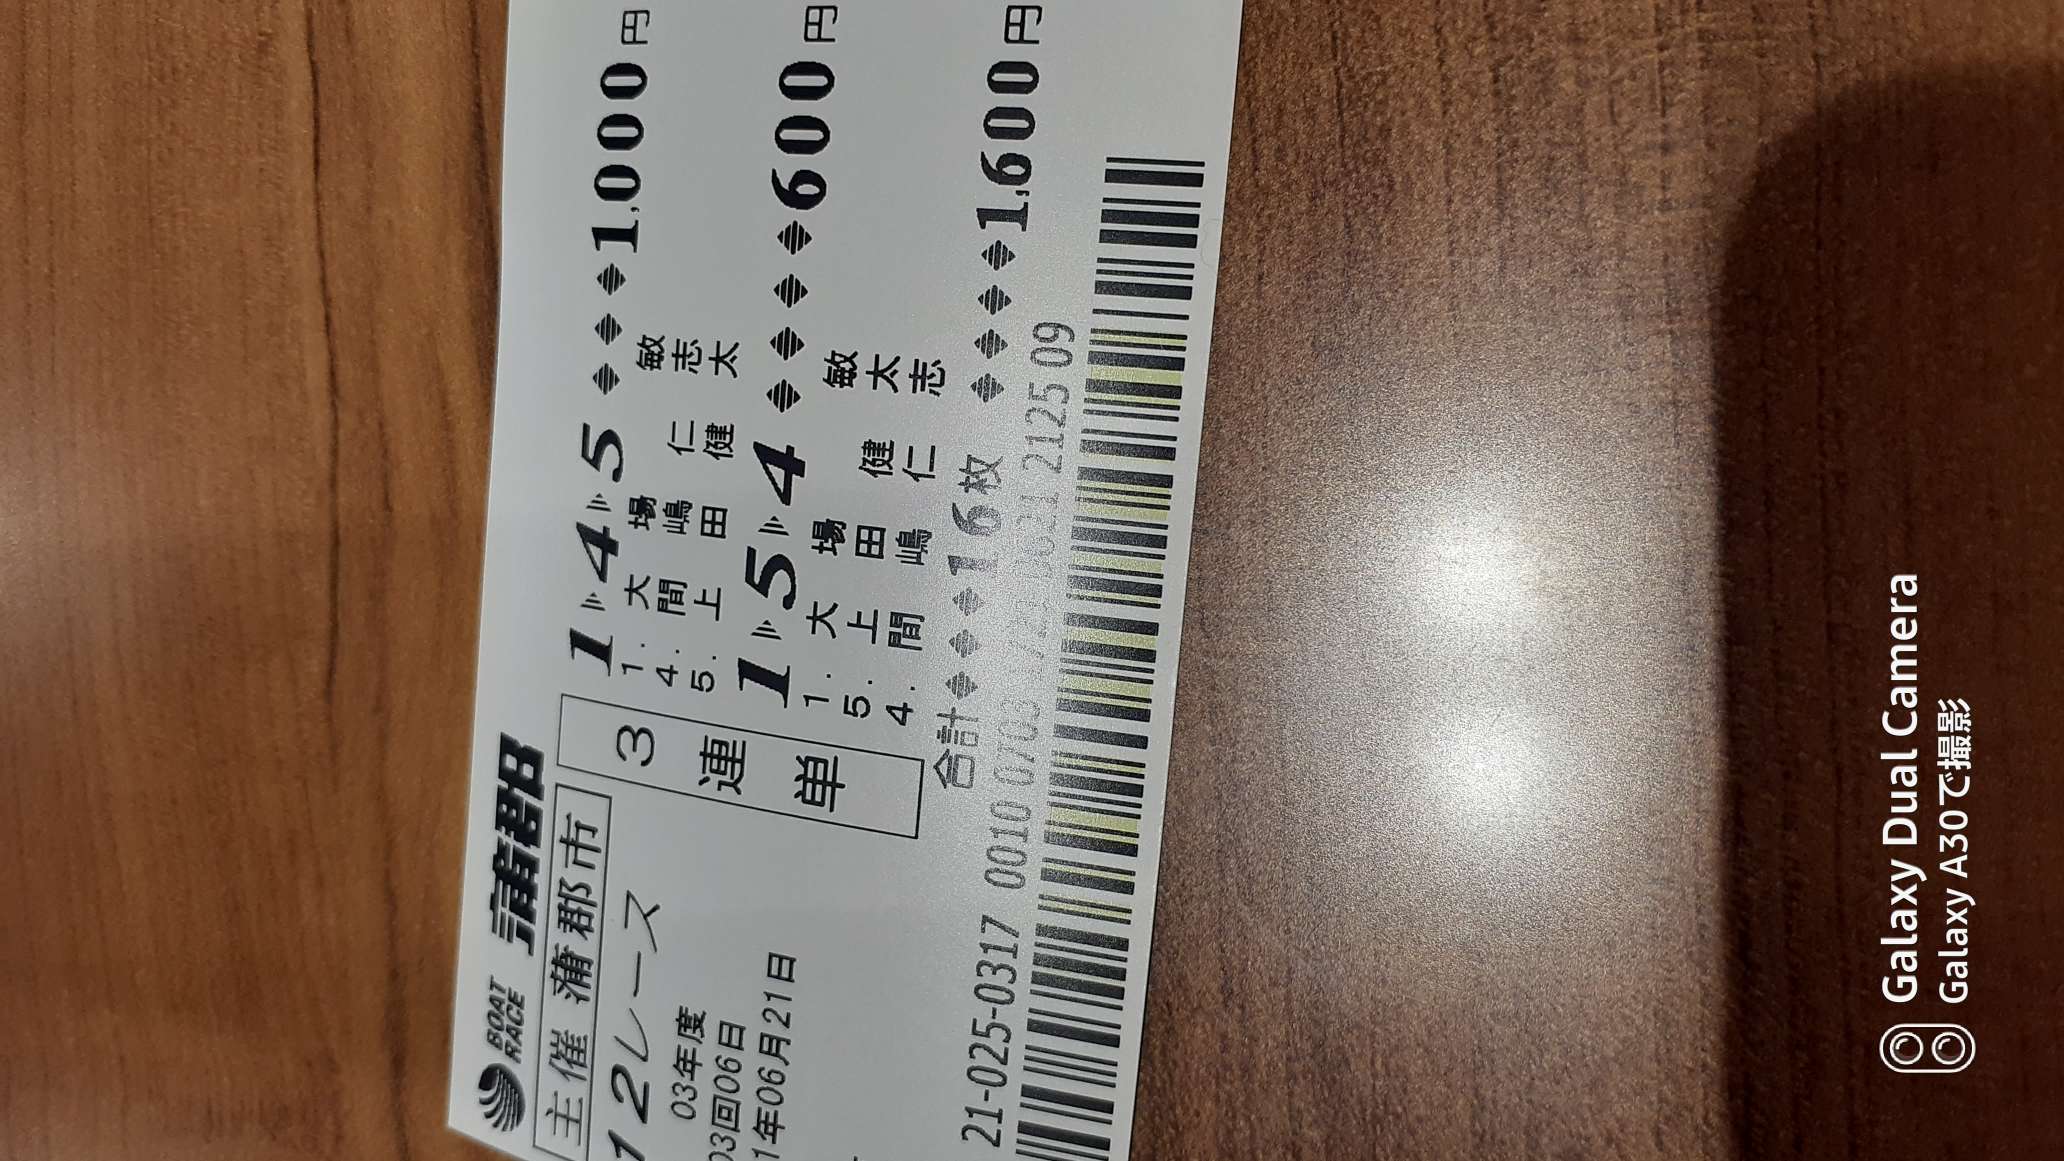 BOAT RACE 蒲郡
主催 蒲郡市
12レース
03年度
03回06日
1年06月21日
3連単
1 4 5 1,000円
1. 大場 敏
4. 間嶋 仁志
5. 上田 健太
1 5 4 600円
1. 大場 敏
5. 上田 健太
4. 間嶋 仁志
合計 16枚 1,600円
21-025-0317 0010 0703 2125 09
Galaxy Dual Camera
Galaxy A30で撮影